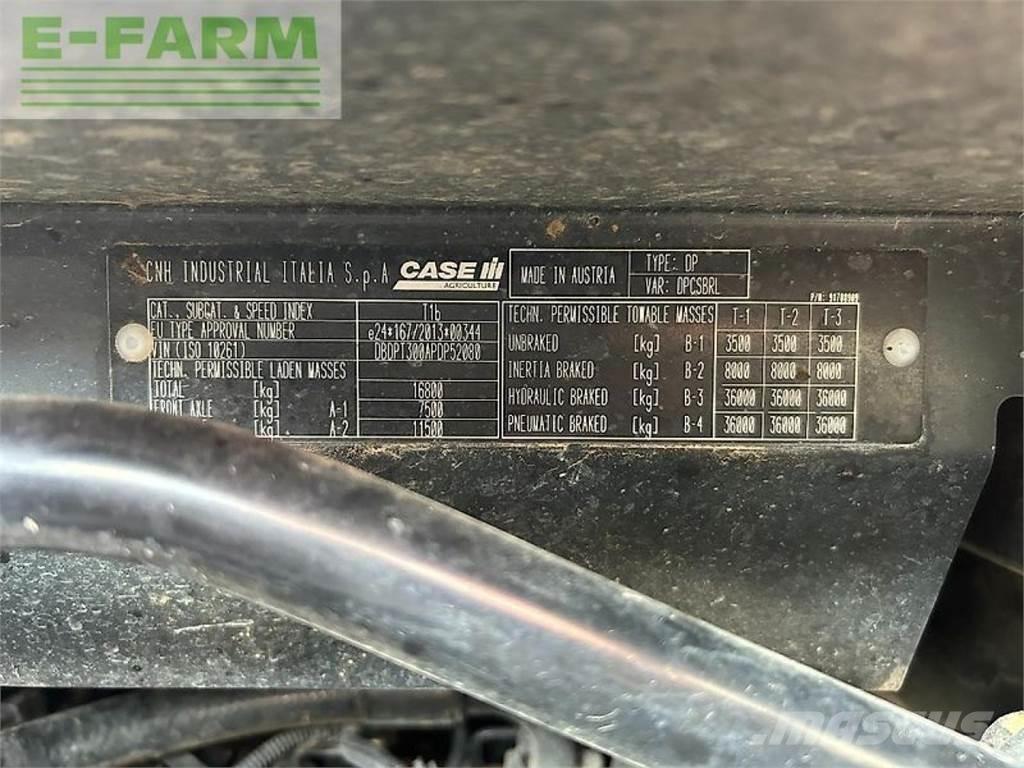 E-FARM
CNH INDUSTRIAL ITALIA S.p.A
CASE IH
AGRICULTURE
MADE IN AUSTRIA
TYPE: DP
VAR: DPCSBRL
P/N: 91780909
CAT., SUBCAT. & SPEED INDEX T1b
EU TYPE APPROVAL NUMBER e24*167/2013*00344
VIN (ISO 10261) DBDPT300APDP52080
TECHN. PERMISSIBLE LADEN MASSES
TOTAL [kg] 16800
FRONT AXLE [kg] A-1 7500
[kg] A-2 11500
TECHN. PERMISSIBLE TOWABLE MASSES T-1 T-2 T-3
UNBRAKED [kg] B-1 3500 3500 3500
INERTIA BRAKED [kg] B-2 8000 8000 8000
HYDRAULIC BRAKED [kg] B-3 36000 36000 36000
PNEUMATIC BRAKED [kg] B-4 36000 36000 36000
mascus